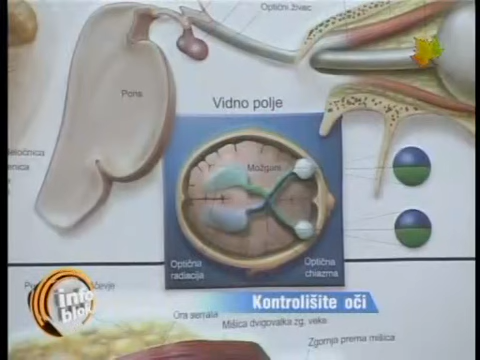 Optični živec
Pons
Vidno polje
Možgani
Optična
radiacija
Optična
chiazma
info
blok
Kontrolišite oči
Ora serrata
Mišica dvigovalka zg. veke
Zgornja prema mišica